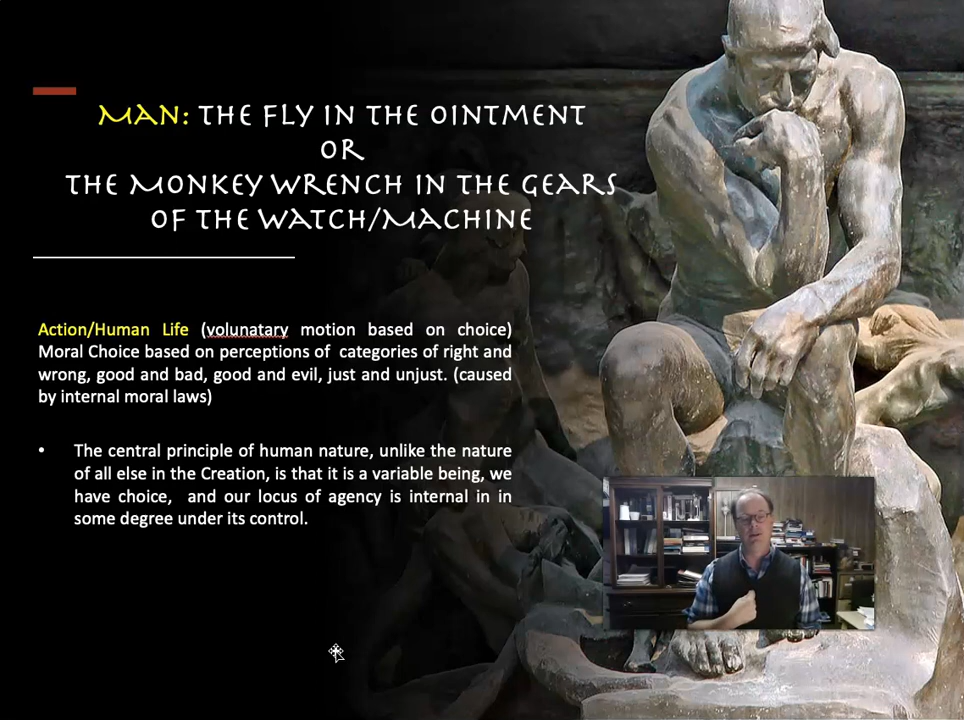 Man: The Fly in the Ointment
or
The Monkey Wrench in the Gears
of the Watch/Machine
Action/Human Life (volunatary motion based on choice)
Moral Choice based on perceptions of categories of right and
wrong, good and bad, good and evil, just and unjust. (caused
by internal moral laws)
• The central principle of human nature, unlike the nature
of all else in the Creation, is that it is a variable being, we
have choice, and our locus of agency is internal in in
some degree under its control.